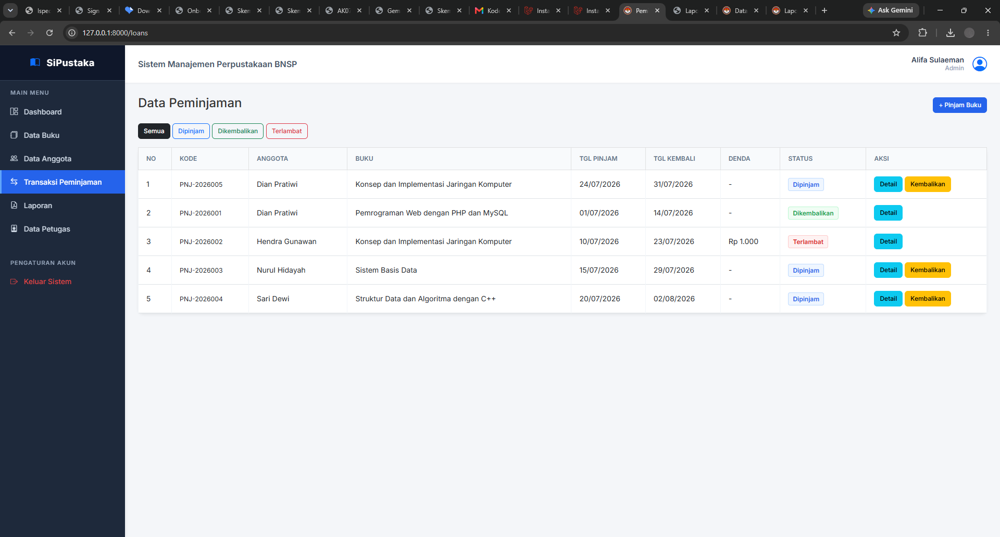 Ispec
Sign
Dow
Onb
Sker
Sker
AK07
Gem
Sker
Kode
Insta
Insta
Pem
Lapo
Data
Lapo
Ask Gemini
127.0.0.1:8000/loans
SiPustaka
Sistem Manajemen Perpustakaan BNSP
Alifa Sulaeman
Admin
MAIN MENU
Dashboard
Data Buku
Data Anggota
Transaksi Peminjaman
Laporan
Data Petugas
PENGATURAN AKUN
Keluar Sistem
Data Peminjaman
+ Pinjam Buku
Semua Dipinjam Dikembalikan Terlambat
NO KODE ANGGOTA BUKU TGL PINJAM TGL KEMBALI DENDA STATUS AKSI
1 PNJ-2026005 Dian Pratiwi Konsep dan Implementasi Jaringan Komputer 24/07/2026 31/07/2026 - Dipinjam Detail Kembalikan
2 PNJ-2026001 Dian Pratiwi Pemrograman Web dengan PHP dan MySQL 01/07/2026 14/07/2026 - Dikembalikan Detail
3 PNJ-2026002 Hendra Gunawan Konsep dan Implementasi Jaringan Komputer 10/07/2026 23/07/2026 Rp 1.000 Terlambat Detail
4 PNJ-2026003 Nurul Hidayah Sistem Basis Data 15/07/2026 29/07/2026 - Dipinjam Detail Kembalikan
5 PNJ-2026004 Sari Dewi Struktur Data dan Algoritma dengan C++ 20/07/2026 02/08/2026 - Dipinjam Detail Kembalikan